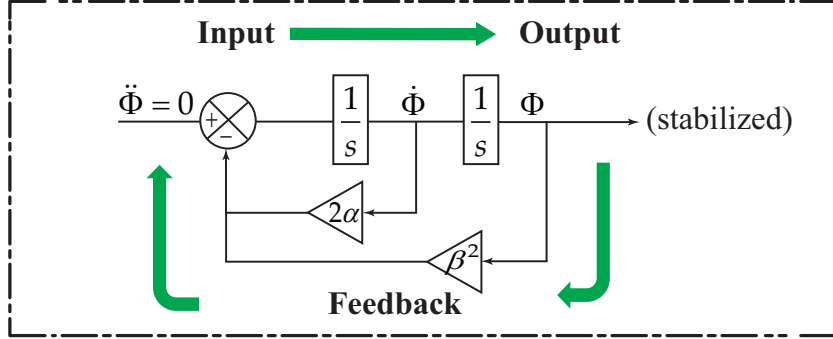 Input Output
Φ̈ = 0 + − 1/s Φ̇ 1/s Φ (stabilized)
2α
β²
Feedback